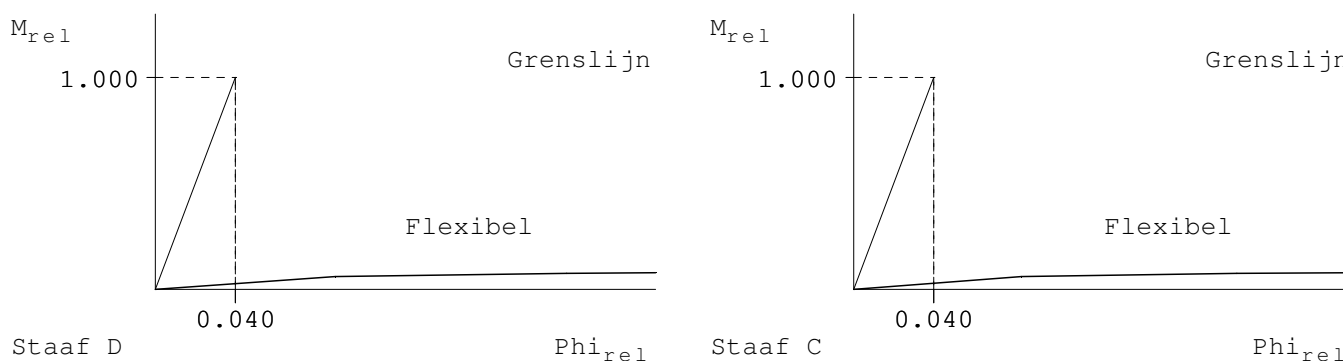 M_rel
Grenslijn
1.000
Flexibel
0.040
Staaf D Phi_rel
M_rel
Grenslijn
1.000
Flexibel
0.040
Staaf C Phi_rel